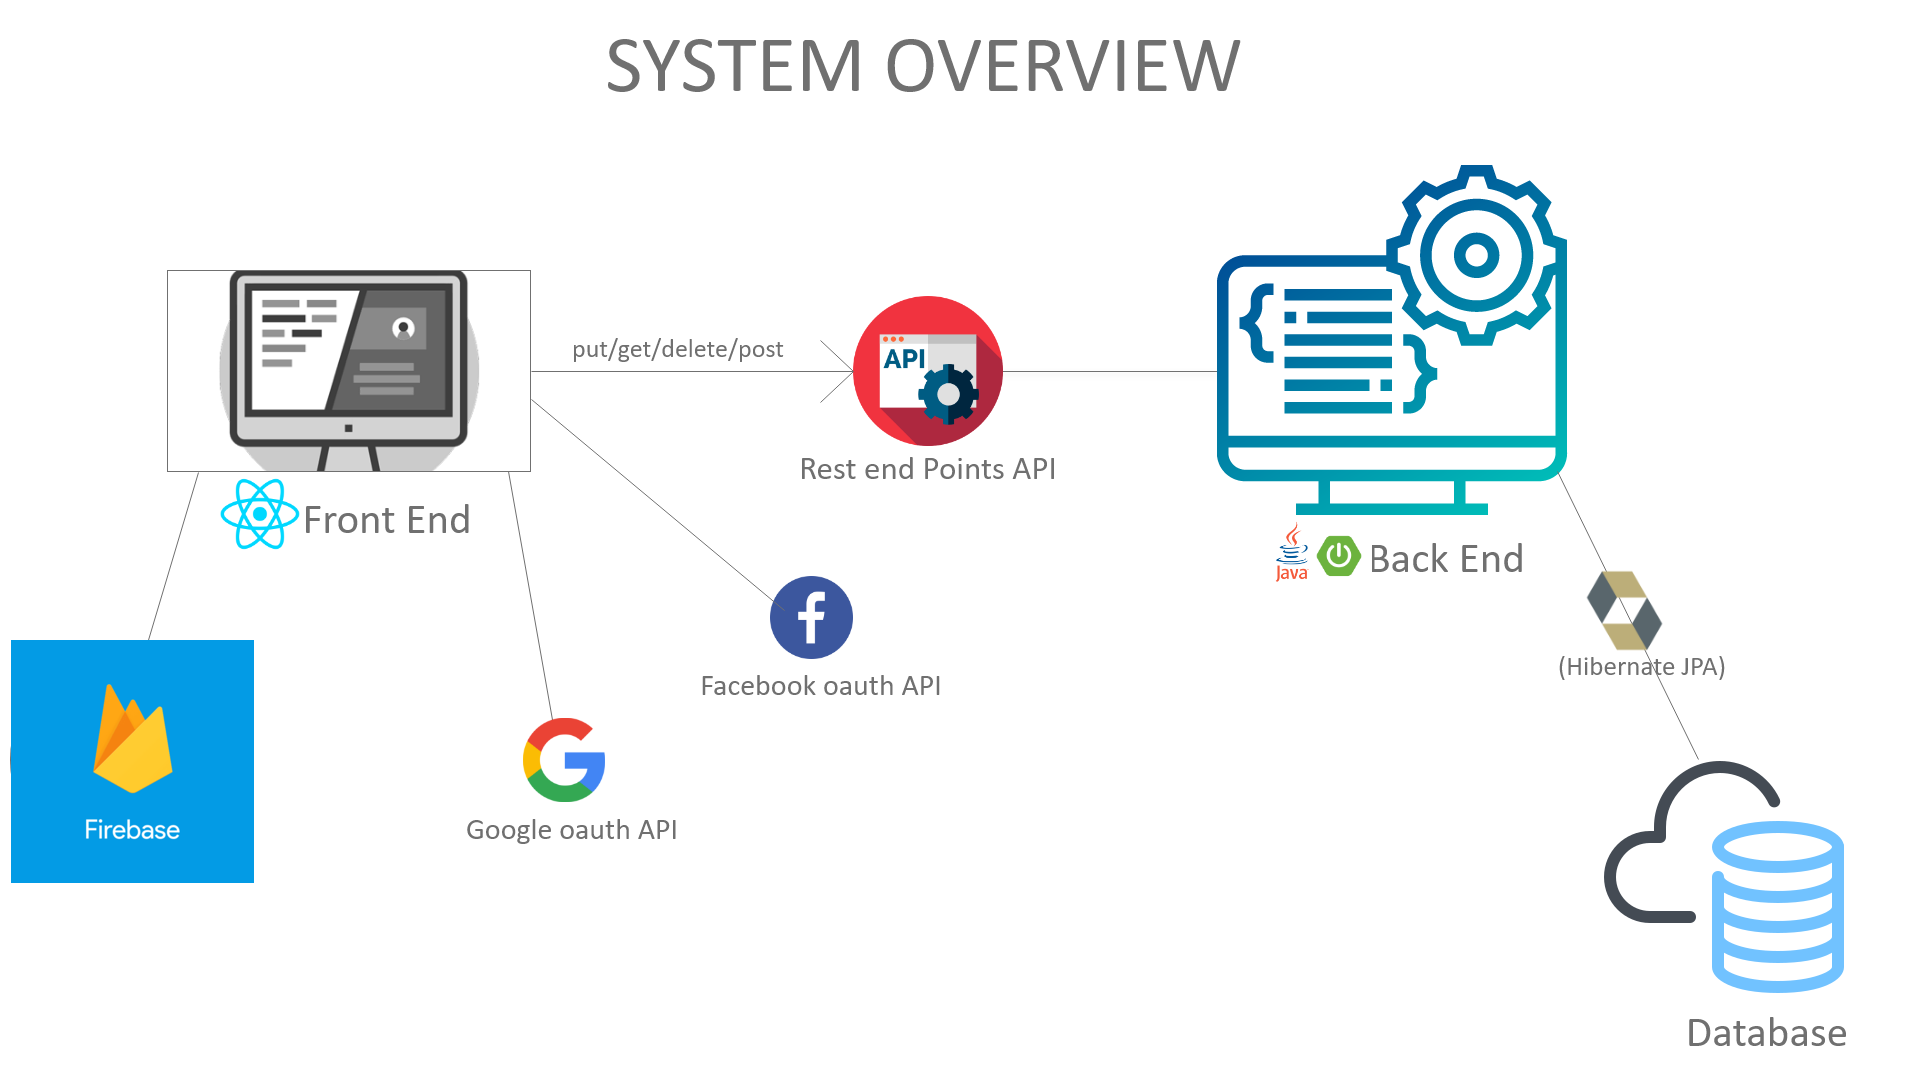 SYSTEM OVERVIEW
put/get/delete/post
API
Rest end Points API
Front End
Java
Back End
Facebook oauth API
(Hibernate JPA)
Firebase
Google oauth API
Database